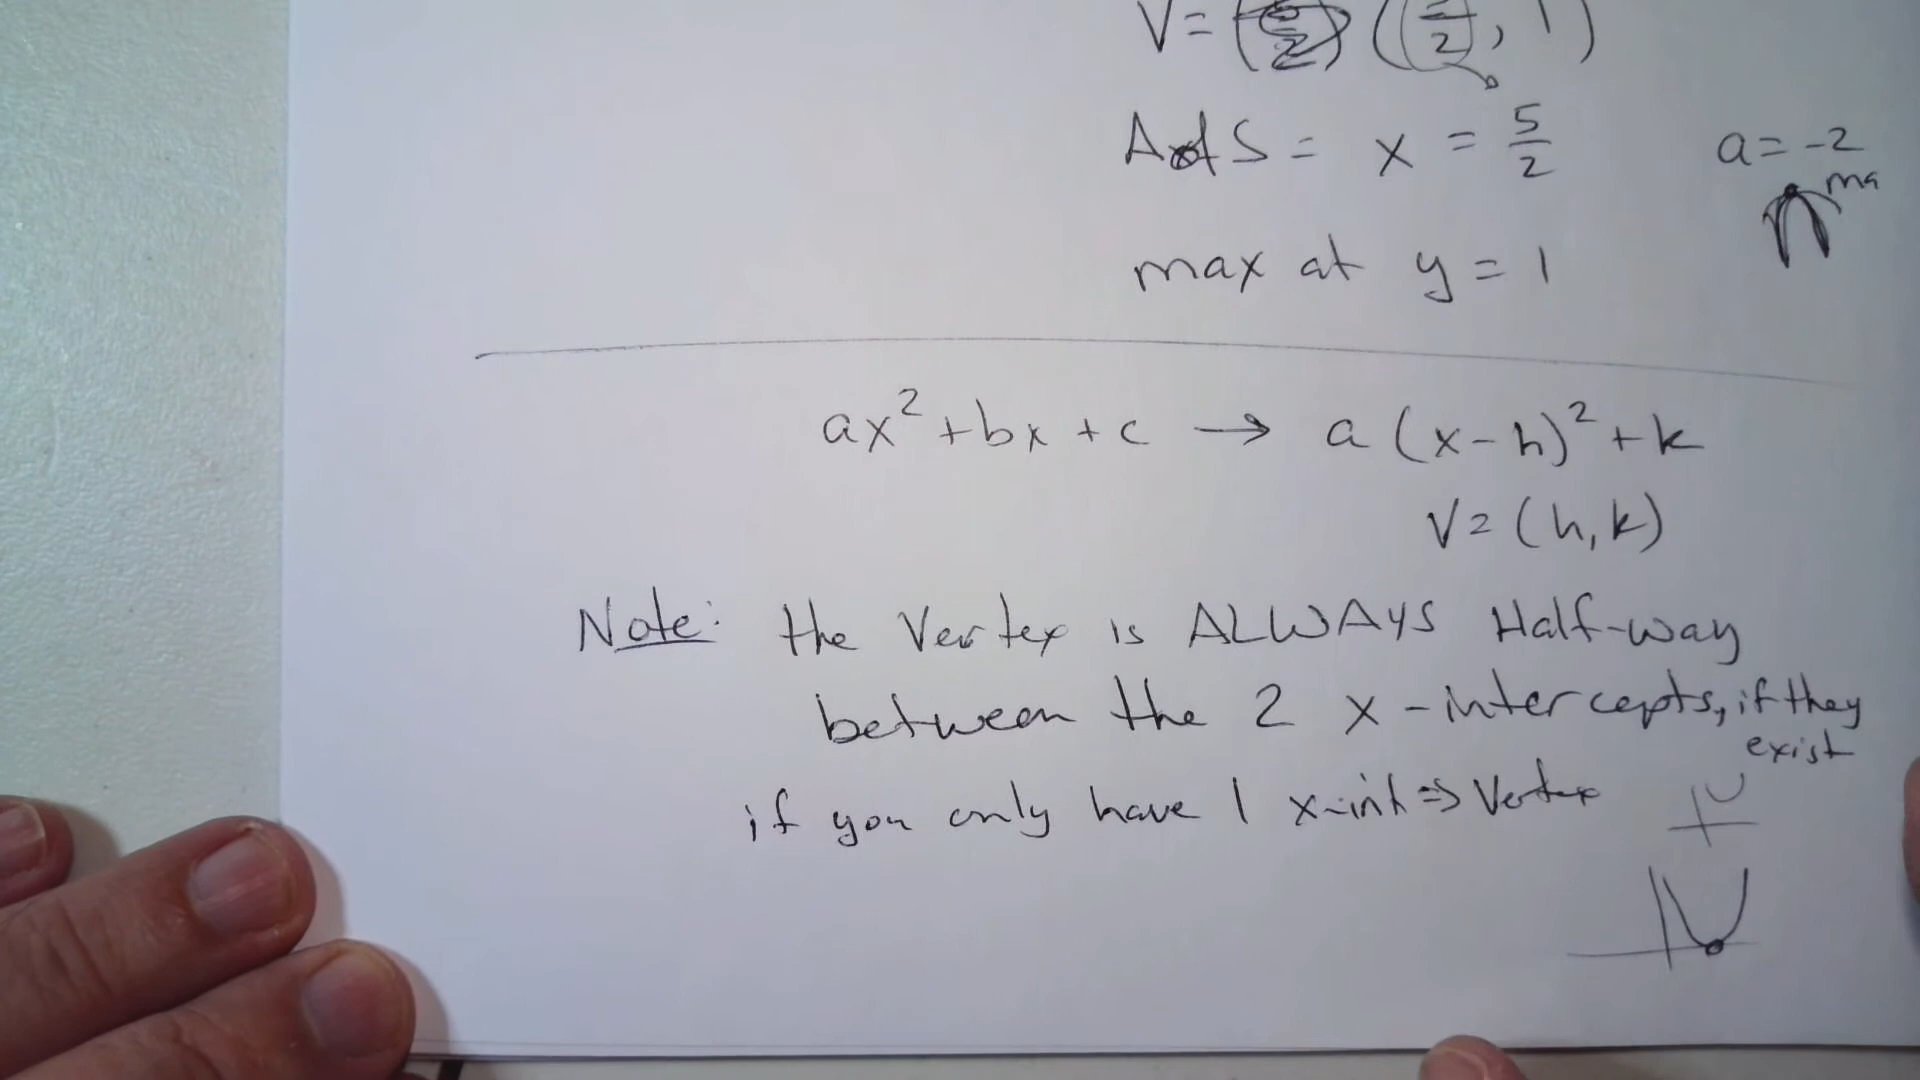 V = (5/2, 1)
AofS = x = 5/2
a = -2
ma
max at y = 1
ax² + bx + c → a (x-h)² + k
V = (h, k)
Note: the Vertex is ALWAYS Half-way
between the 2 x-intercepts, if they
exist
if you only have 1 x-int ⇒ Vertex